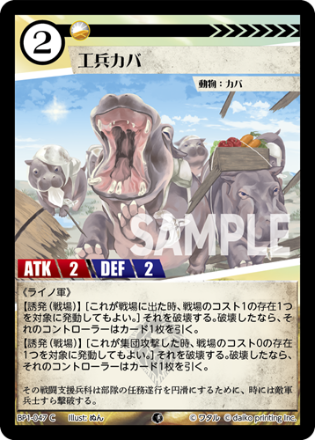 2
工兵カバ
動物：カバ
SAMPLE
ATK 2 DEF 2
《ライノ軍》
【誘発（戦場）】［これが戦場に出た時、戦場のコスト1の存在1つ
を対象に発動してもよい。］それを破壊する。破壊したなら、そ
れのコントローラーはカード1枚を引く。
【誘発（戦場）】［これが集団攻撃した時、戦場のコスト0の存在
1つを対象に発動してもよい。］それを破壊する。破壊したなら、
それのコントローラーはカード1枚を引く。
その戦闘支援兵科は部隊の任務遂行を円滑にするために、時には敵軍
兵士すら撃破する。
BP1-047 C Illust: ぬん © ワタル © daiko printing.inc.